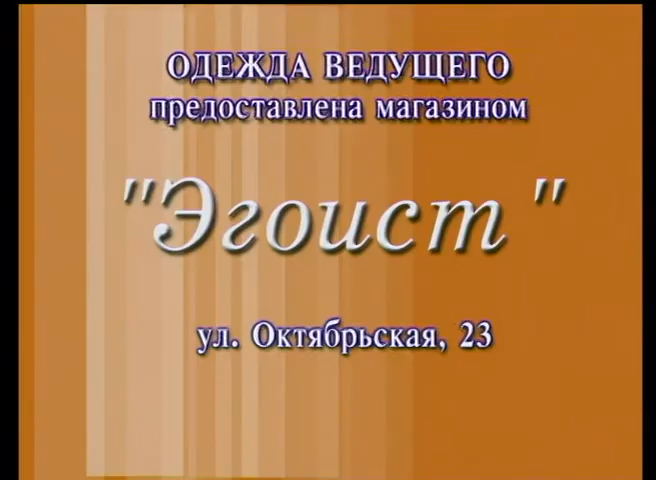 ОДЕЖДА ВЕДУЩЕГО
предоставлена магазином
"Эгоист "
ул. Октябрьская, 23